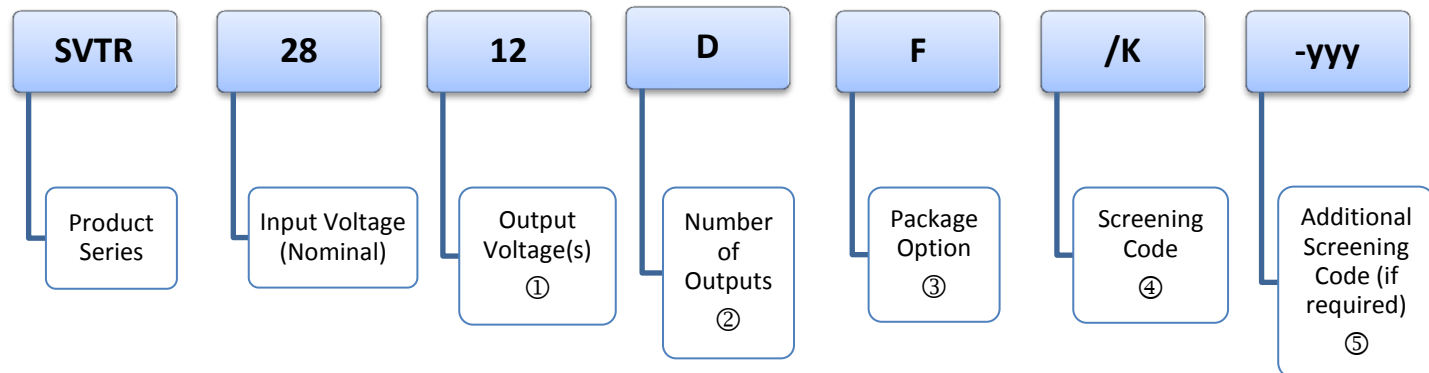 SVTR 28 12 D F /K -yyy
Product
Series
Input Voltage
(Nominal)
Output
Voltage(s)
①
Number
of
Outputs
②
Package
Option
③
Screening
Code
④
Additional
Screening
Code (if
required)
⑤